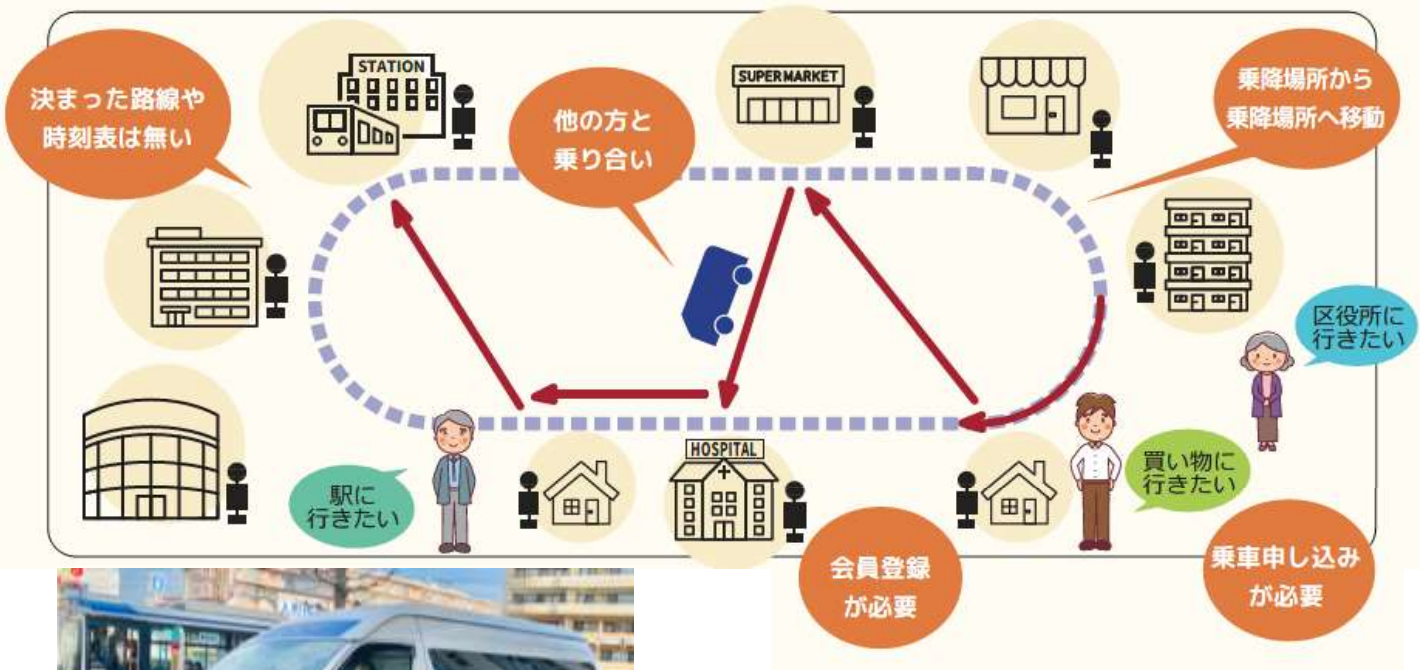 決まった路線や
時刻表は無い
STATION
他の方と
乗り合い
SUPERMARKET
乗降場所から
乗降場所へ移動
区役所に
行きたい
買い物に
行きたい
HOSPITAL
駅に
行きたい
会員登録
が必要
乗車申し込み
が必要